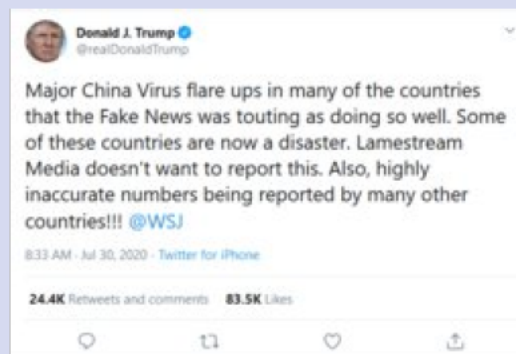 Donald J. Trump
@realDonaldTrump
Major China Virus flare ups in many of the countries
that the Fake News was touting as doing so well. Some
of these countries are now a disaster. Lamestream
Media doesn't want to report this. Also, highly
inaccurate numbers being reported by many other
countries!!! @WSJ
8:33 AM · Jul 30, 2020 · Twitter for iPhone
24.4K Retweets and comments 83.5K Likes